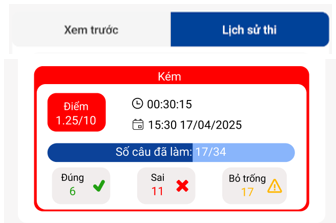 Xem trước
Lịch sử thi
Kém
Điểm
1.25/10
00:30:15
15:30 17/04/2025
Số câu đã làm: 17/34
Đúng
6
Sai
11
Bỏ trống
17